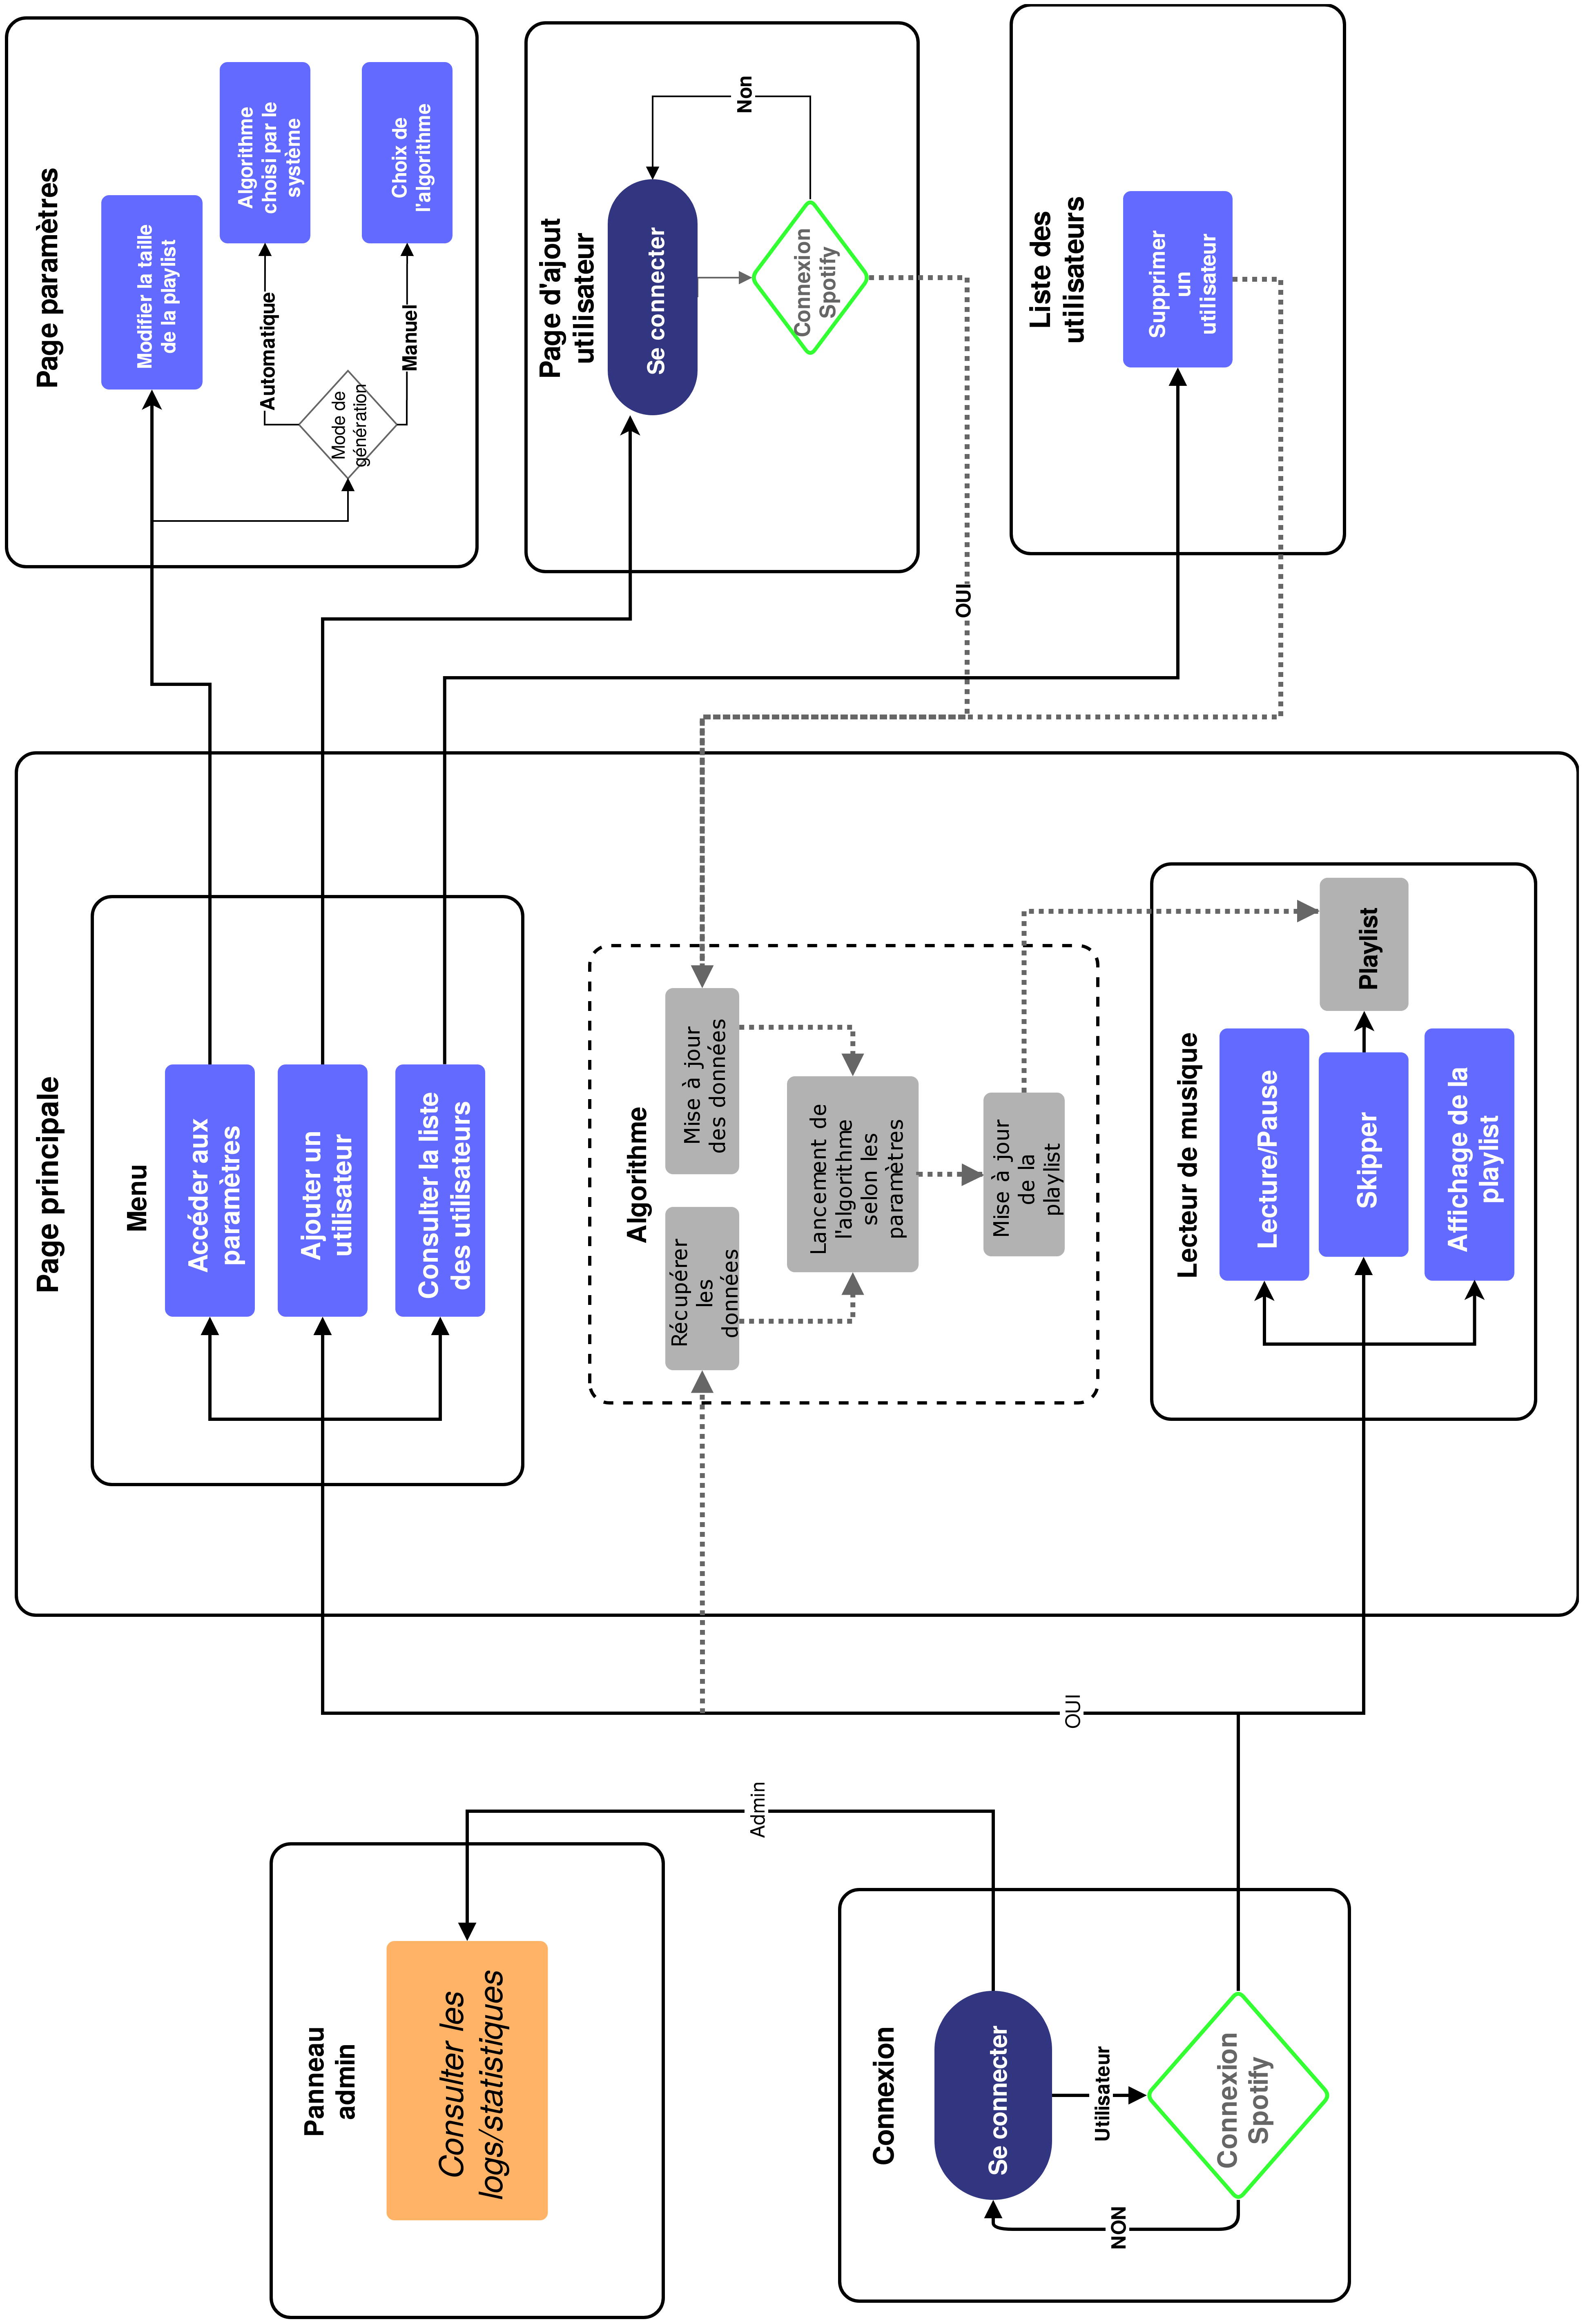 Panneau
admin
Consulter les
logs/statistiques
Admin
Connexion
Se connecter
Utilisateur
Connexion
Spotify
NON
OUI
Page principale
Menu
Accéder aux
paramètres
Ajouter un
utilisateur
Consulter la liste
des utilisateurs
Algorithme
Récupérer
les
données
Mise à jour
des données
Lancement de
l'algorithme
selon les
paramètres
Mise à jour
de la
playlist
Lecteur de musique
Lecture/Pause
Skipper
Affichage de la
playlist
Playlist
Page paramètres
Modifier la taille
de la playlist
Mode de
génération
Automatique
Manuel
Algorithme
choisi par le
système
Choix de
l'algorithme
Page d'ajout
utilisateur
Se connecter
Connexion
Spotify
Non
OUI
Liste des
utilisateurs
Supprimer
un
utilisateur